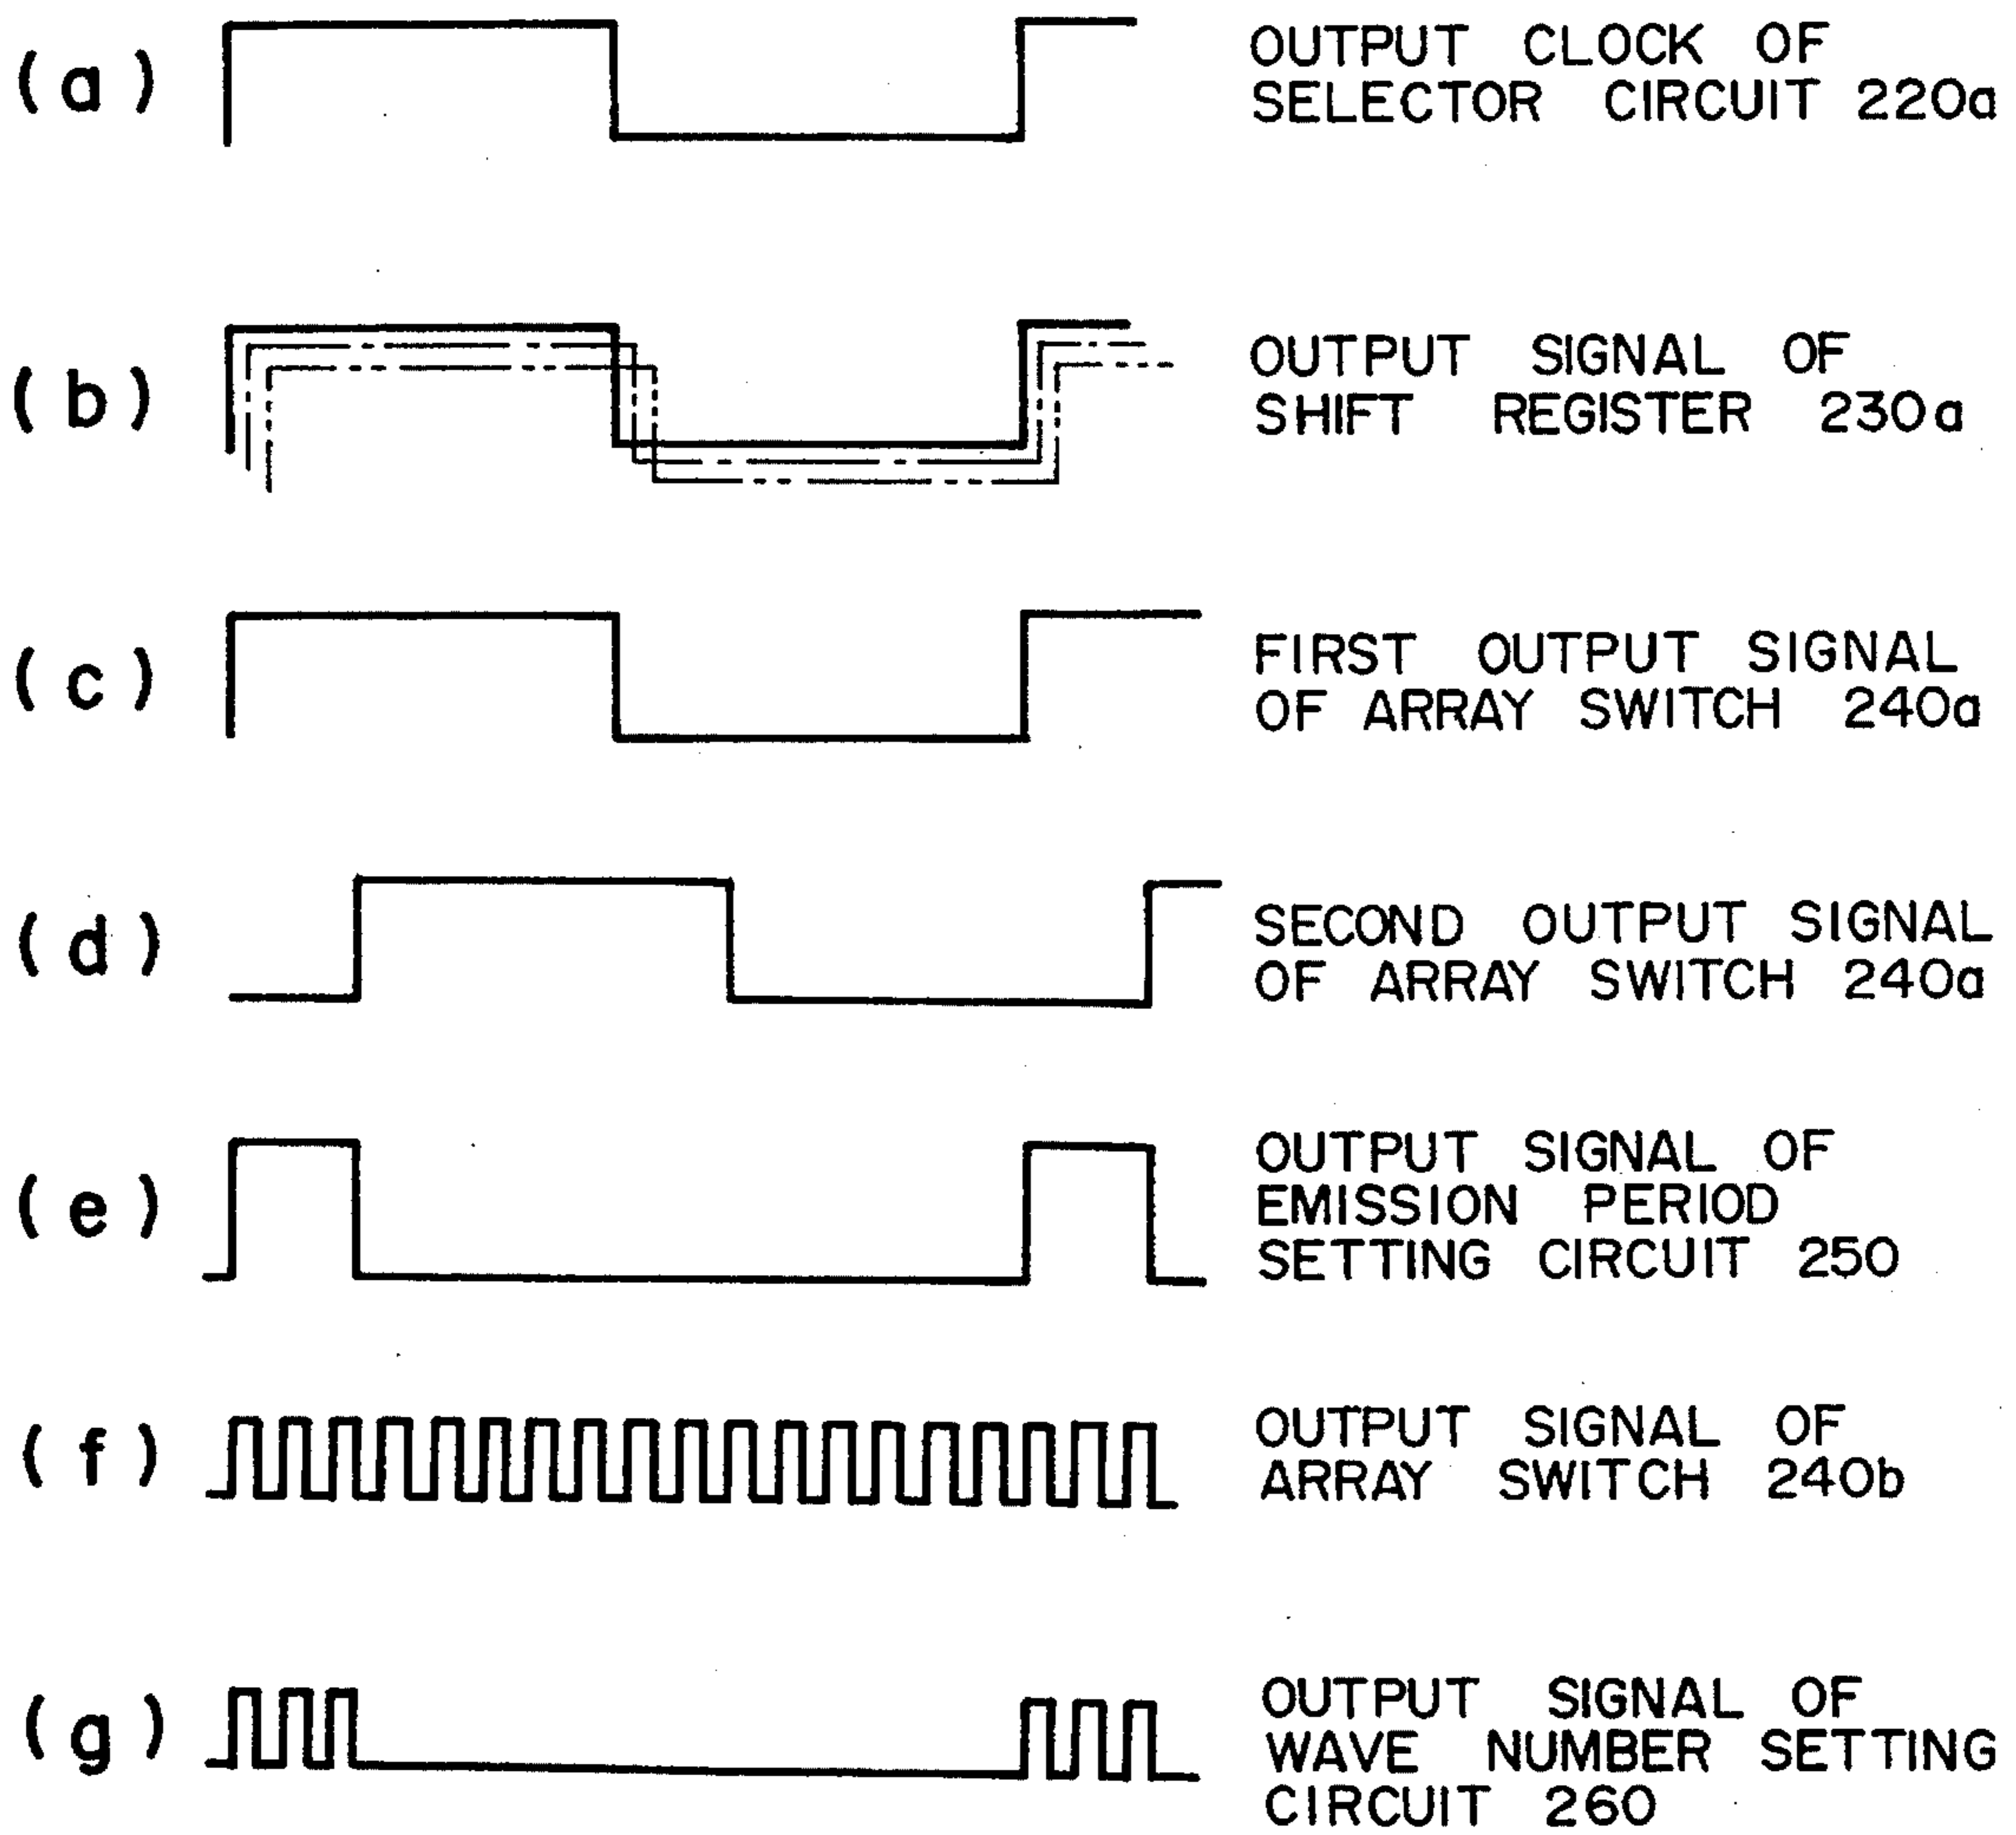 (a)
OUTPUT CLOCK OF
SELECTOR CIRCUIT 220a
(b)
OUTPUT SIGNAL OF
SHIFT REGISTER 230a
(c)
FIRST OUTPUT SIGNAL
OF ARRAY SWITCH 240a
(d)
SECOND OUTPUT SIGNAL
OF ARRAY SWITCH 240a
(e)
OUTPUT SIGNAL OF
EMISSION PERIOD
SETTING CIRCUIT 250
(f)
OUTPUT SIGNAL OF
ARRAY SWITCH 240b
(g)
OUTPUT SIGNAL OF
WAVE NUMBER SETTING
CIRCUIT 260